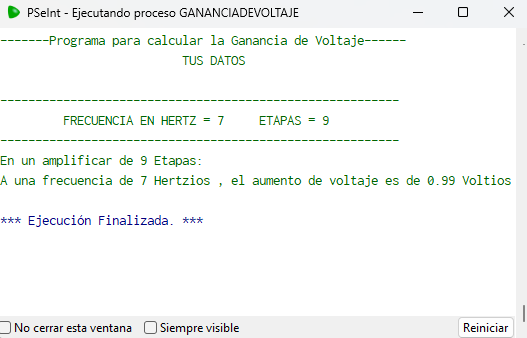 PSeInt - Ejecutando proceso GANANCIADEVOLTAJE
-------Programa para calcular la Ganancia de Voltaje------
TUS DATOS
---------------------------------------------------------
FRECUENCIA EN HERTZ = 7 ETAPAS = 9
---------------------------------------------------------
En un amplificar de 9 Etapas:
A una frecuencia de 7 Hertzios , el aumento de voltaje es de 0.99 Voltios
*** Ejecución Finalizada. ***
No cerrar esta ventana Siempre visible Reiniciar